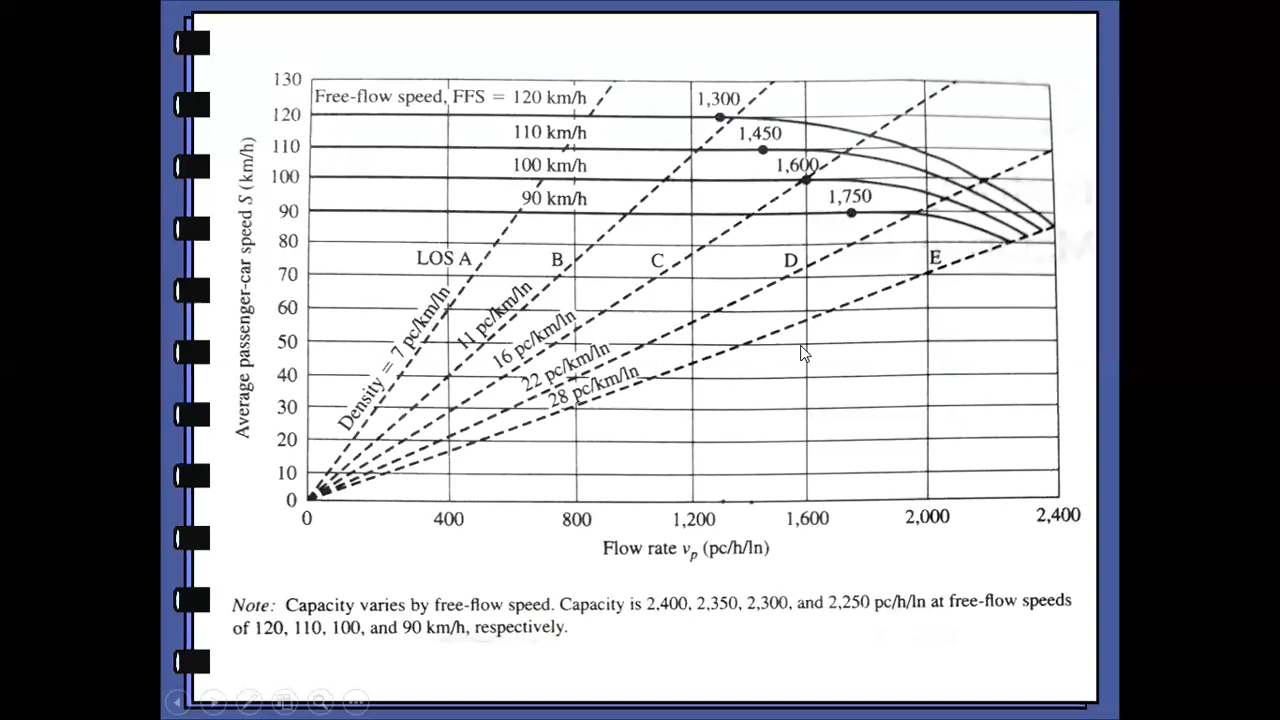 130
Free-flow speed, FFS = 120 km/h
1,300
120
110 km/h
1,450
110
100 km/h
1,600
100
90 km/h
1,750
90
80
LOS A
B
C
D
E
70
60
50
40
30
20
10
0
Density = 7 pc/km/ln
11 pc/km/ln
16 pc/km/ln
22 pc/km/ln
28 pc/km/ln
Average passenger-car speed S (km/h)
0 400 800 1,200 1,600 2,000 2,400
Flow rate vp (pc/h/ln)
Note: Capacity varies by free-flow speed. Capacity is 2,400, 2,350, 2,300, and 2,250 pc/h/ln at free-flow speeds
of 120, 110, 100, and 90 km/h, respectively.